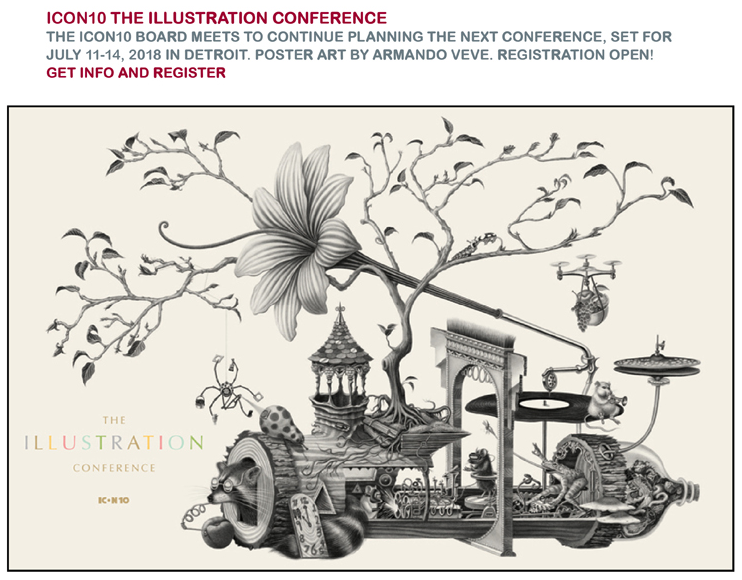 ICON10 THE ILLUSTRATION CONFERENCE
THE ICON10 BOARD MEETS TO CONTINUE PLANNING THE NEXT CONFERENCE, SET FOR
JULY 11-14, 2018 IN DETROIT. POSTER ART BY ARMANDO VEVE. REGISTRATION OPEN!
GET INFO AND REGISTER
THE
ILLUSTRATION
CONFERENCE
IC•N10